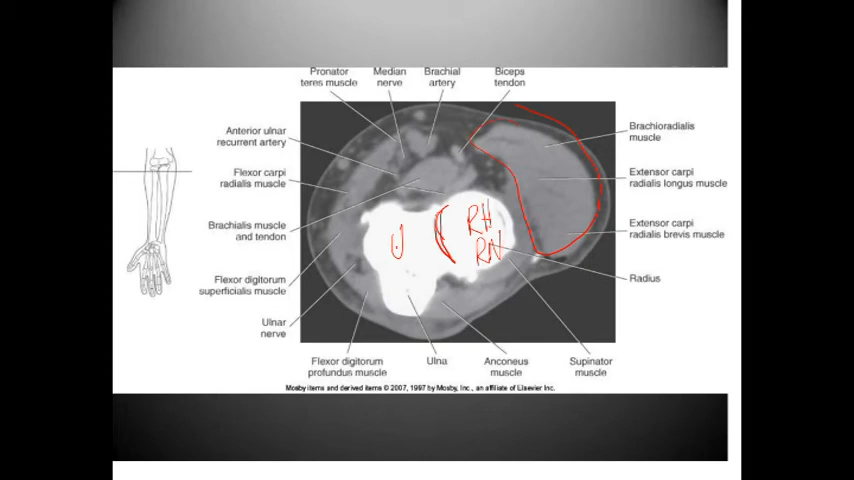 Pronator
teres muscle
Median
nerve
Brachial
artery
Biceps
tendon
Anterior ulnar
recurrent artery
Brachioradialis
muscle
Flexor carpi
radialis muscle
Extensor carpi
radialis longus muscle
Brachialis muscle
and tendon
Extensor carpi
radialis brevis muscle
U
RH
RN
Flexor digitorum
superficialis muscle
Radius
Ulnar
nerve
Flexor digitorum
profundus muscle
Ulna
Anconeus
muscle
Supinator
muscle
Mosby items and derived items © 2007, 1997 by Mosby, Inc., an affiliate of Elsevier Inc.